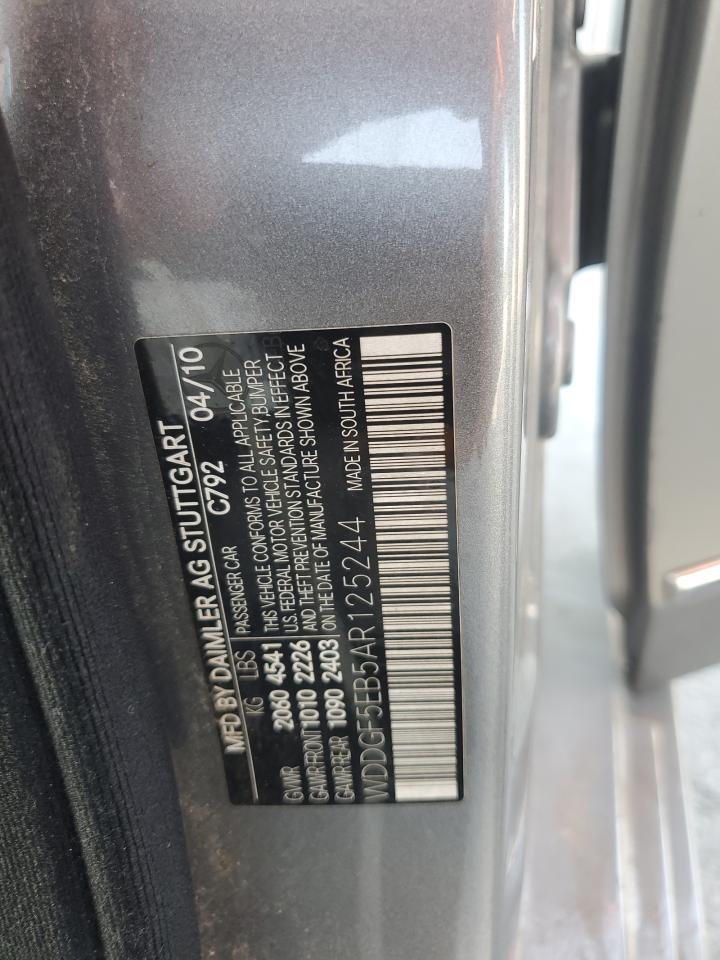 MFD BY DAIMLER AG STUTTGART
C792 04/10
KG LBS PASSENGER CAR
GVWR 2060 4541
GAWR-FRONT 1010 2226
GAWR-REAR 1090 2403
THIS VEHICLE CONFORMS TO ALL APPLICABLE
U.S. FEDERAL MOTOR VEHICLE SAFETY, BUMPER
AND THEFT PREVENTION STANDARDS IN EFFECT
ON THE DATE OF MANUFACTURE SHOWN ABOVE
WDDGF5EB5AR125244 MADE IN SOUTH AFRICA